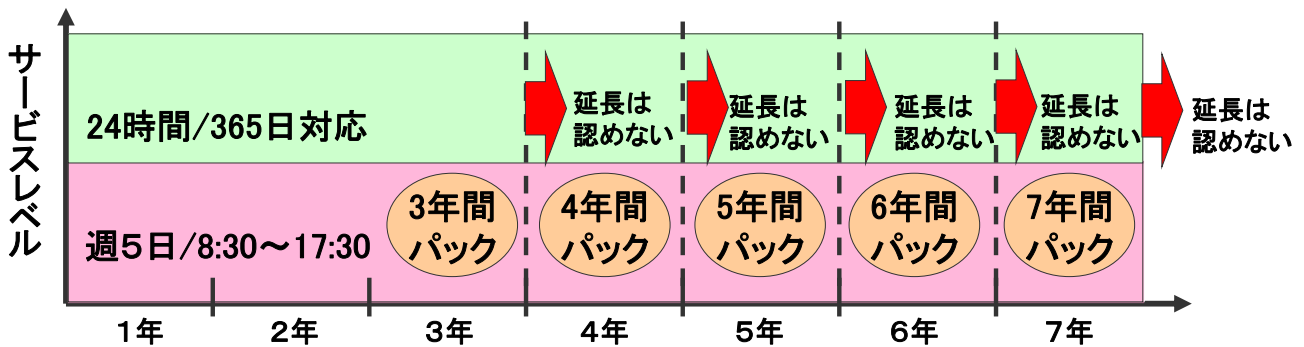 サービスレベル
24時間/365日対応
延長は
認めない
延長は
認めない
延長は
認めない
延長は
認めない
延長は
認めない
週５日/8:30～17:30
3年間
パック
4年間
パック
5年間
パック
6年間
パック
7年間
パック
１年
２年
３年
４年
５年
６年
７年